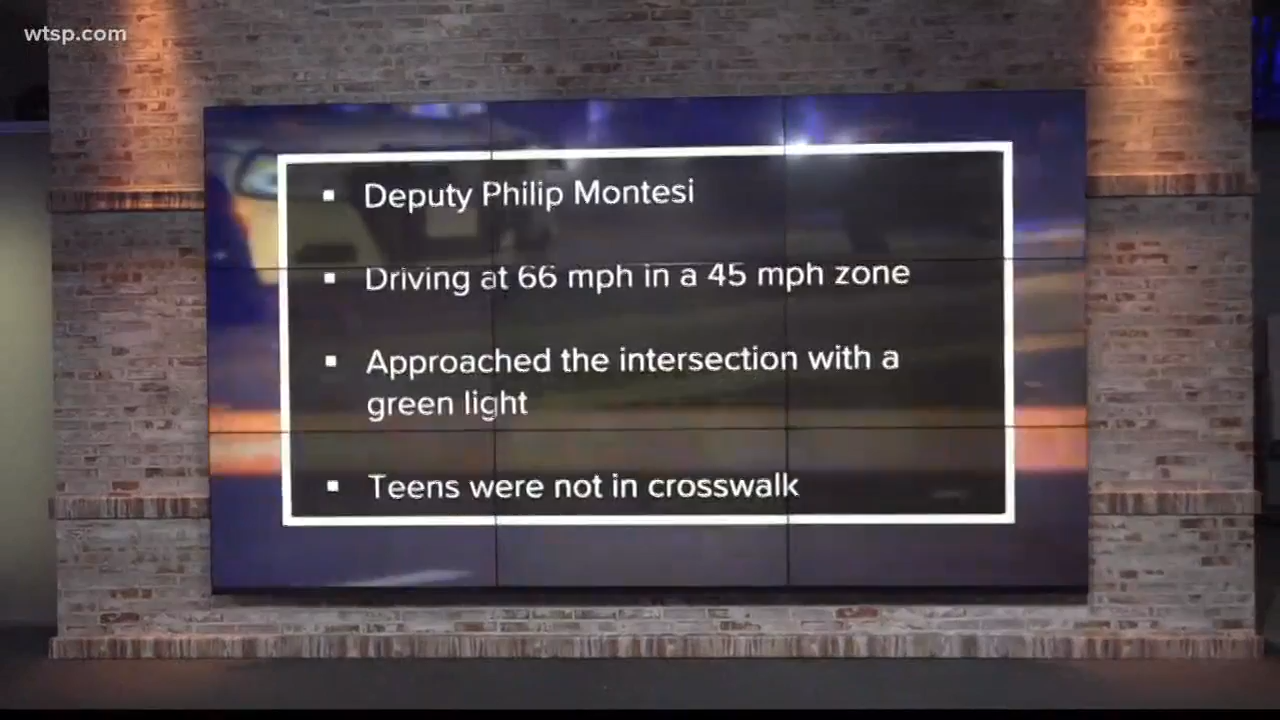 wtsp.com
▪ Deputy Philip Montesi
▪ Driving at 66 mph in a 45 mph zone
▪ Approached the intersection with a
green light
▪ Teens were not in crosswalk